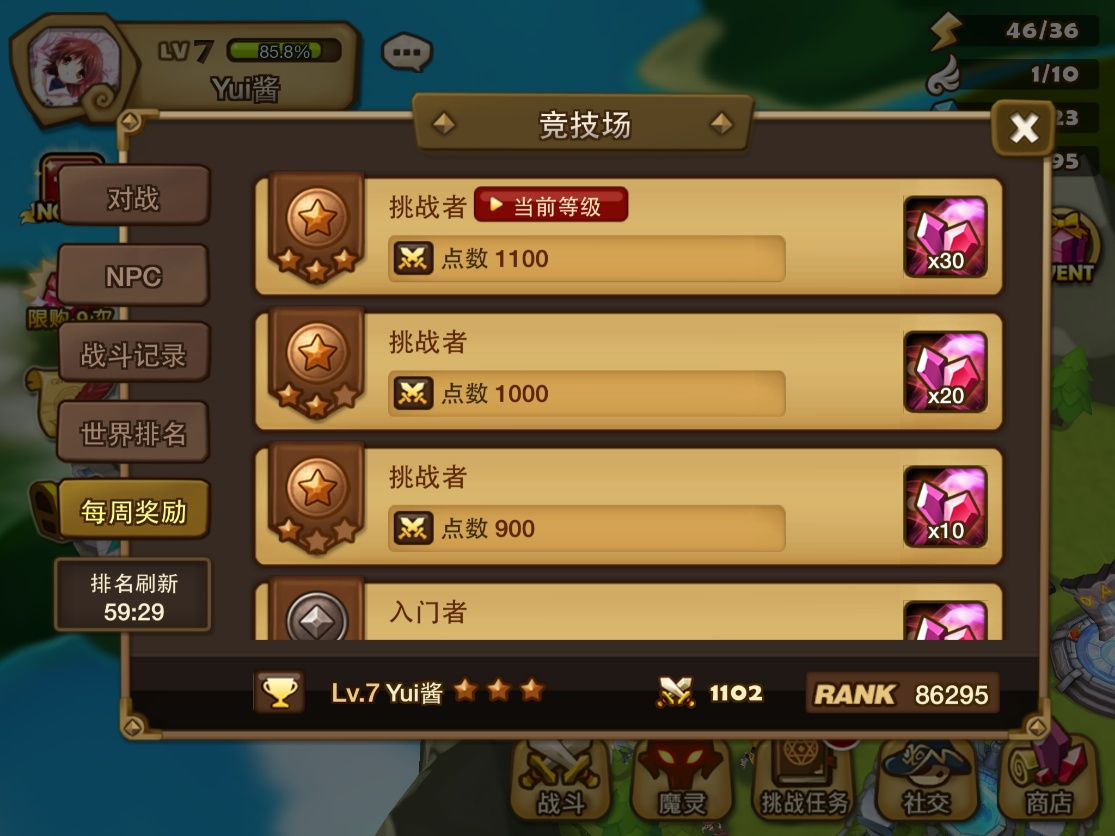 LV 7
85.8%
Yui酱
46/36
1/10
23
95
竞技场
对战
NPC
战斗记录
世界排名
每周奖励
排名刷新
59:29
限购
挑战者
当前等级
点数 1100
x30
挑战者
点数 1000
x20
挑战者
点数 900
x10
入门者
Lv.7 Yui酱
1102
RANK 86295
战斗
魔灵
挑战任务
社交
商店